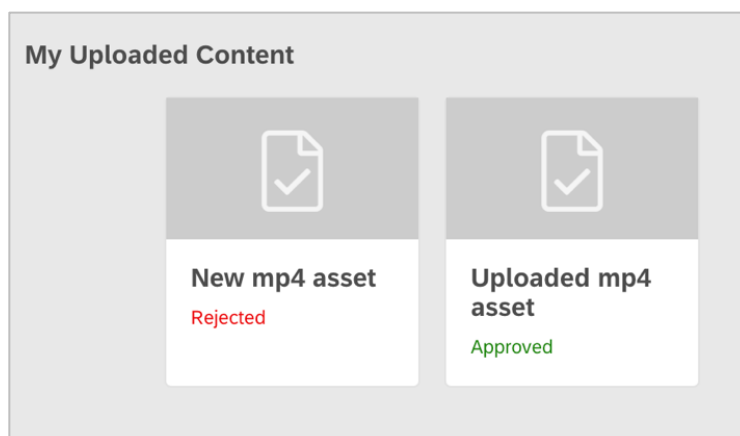 My Uploaded Content
New mp4 asset
Rejected
Uploaded mp4
asset
Approved